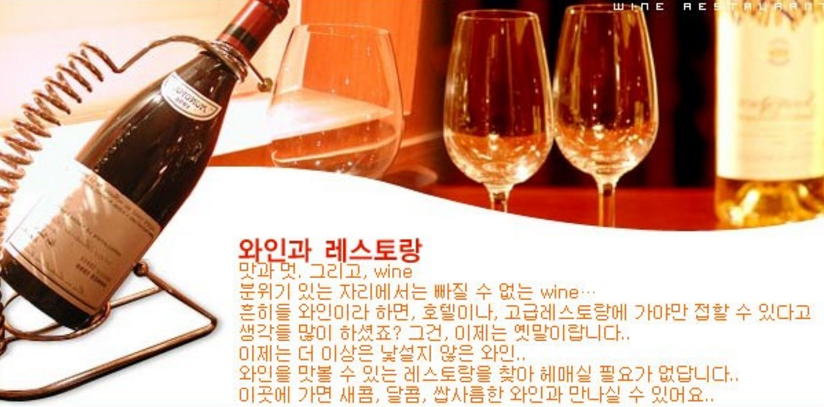 WINE RESTAURANT
와인과 레스토랑
맛과 멋. 그리고, wine
분위기 있는 자리에서는 빠질 수 없는 wine…
흔히들 와인이라 하면, 호텔이나, 고급레스토랑에 가야만 접할 수 있다고
생각들 많이 하셨죠? 그건, 이제는 옛말이랍니다..
이제는 더 이상은 낯설지 않은 와인..
와인을 맛볼 수 있는 레스토랑을 찾아 헤매실 필요가 없답니다..
이곳에 가면 새콤, 달콤, 쌉사름한 와인과 만나실 수 있어요..